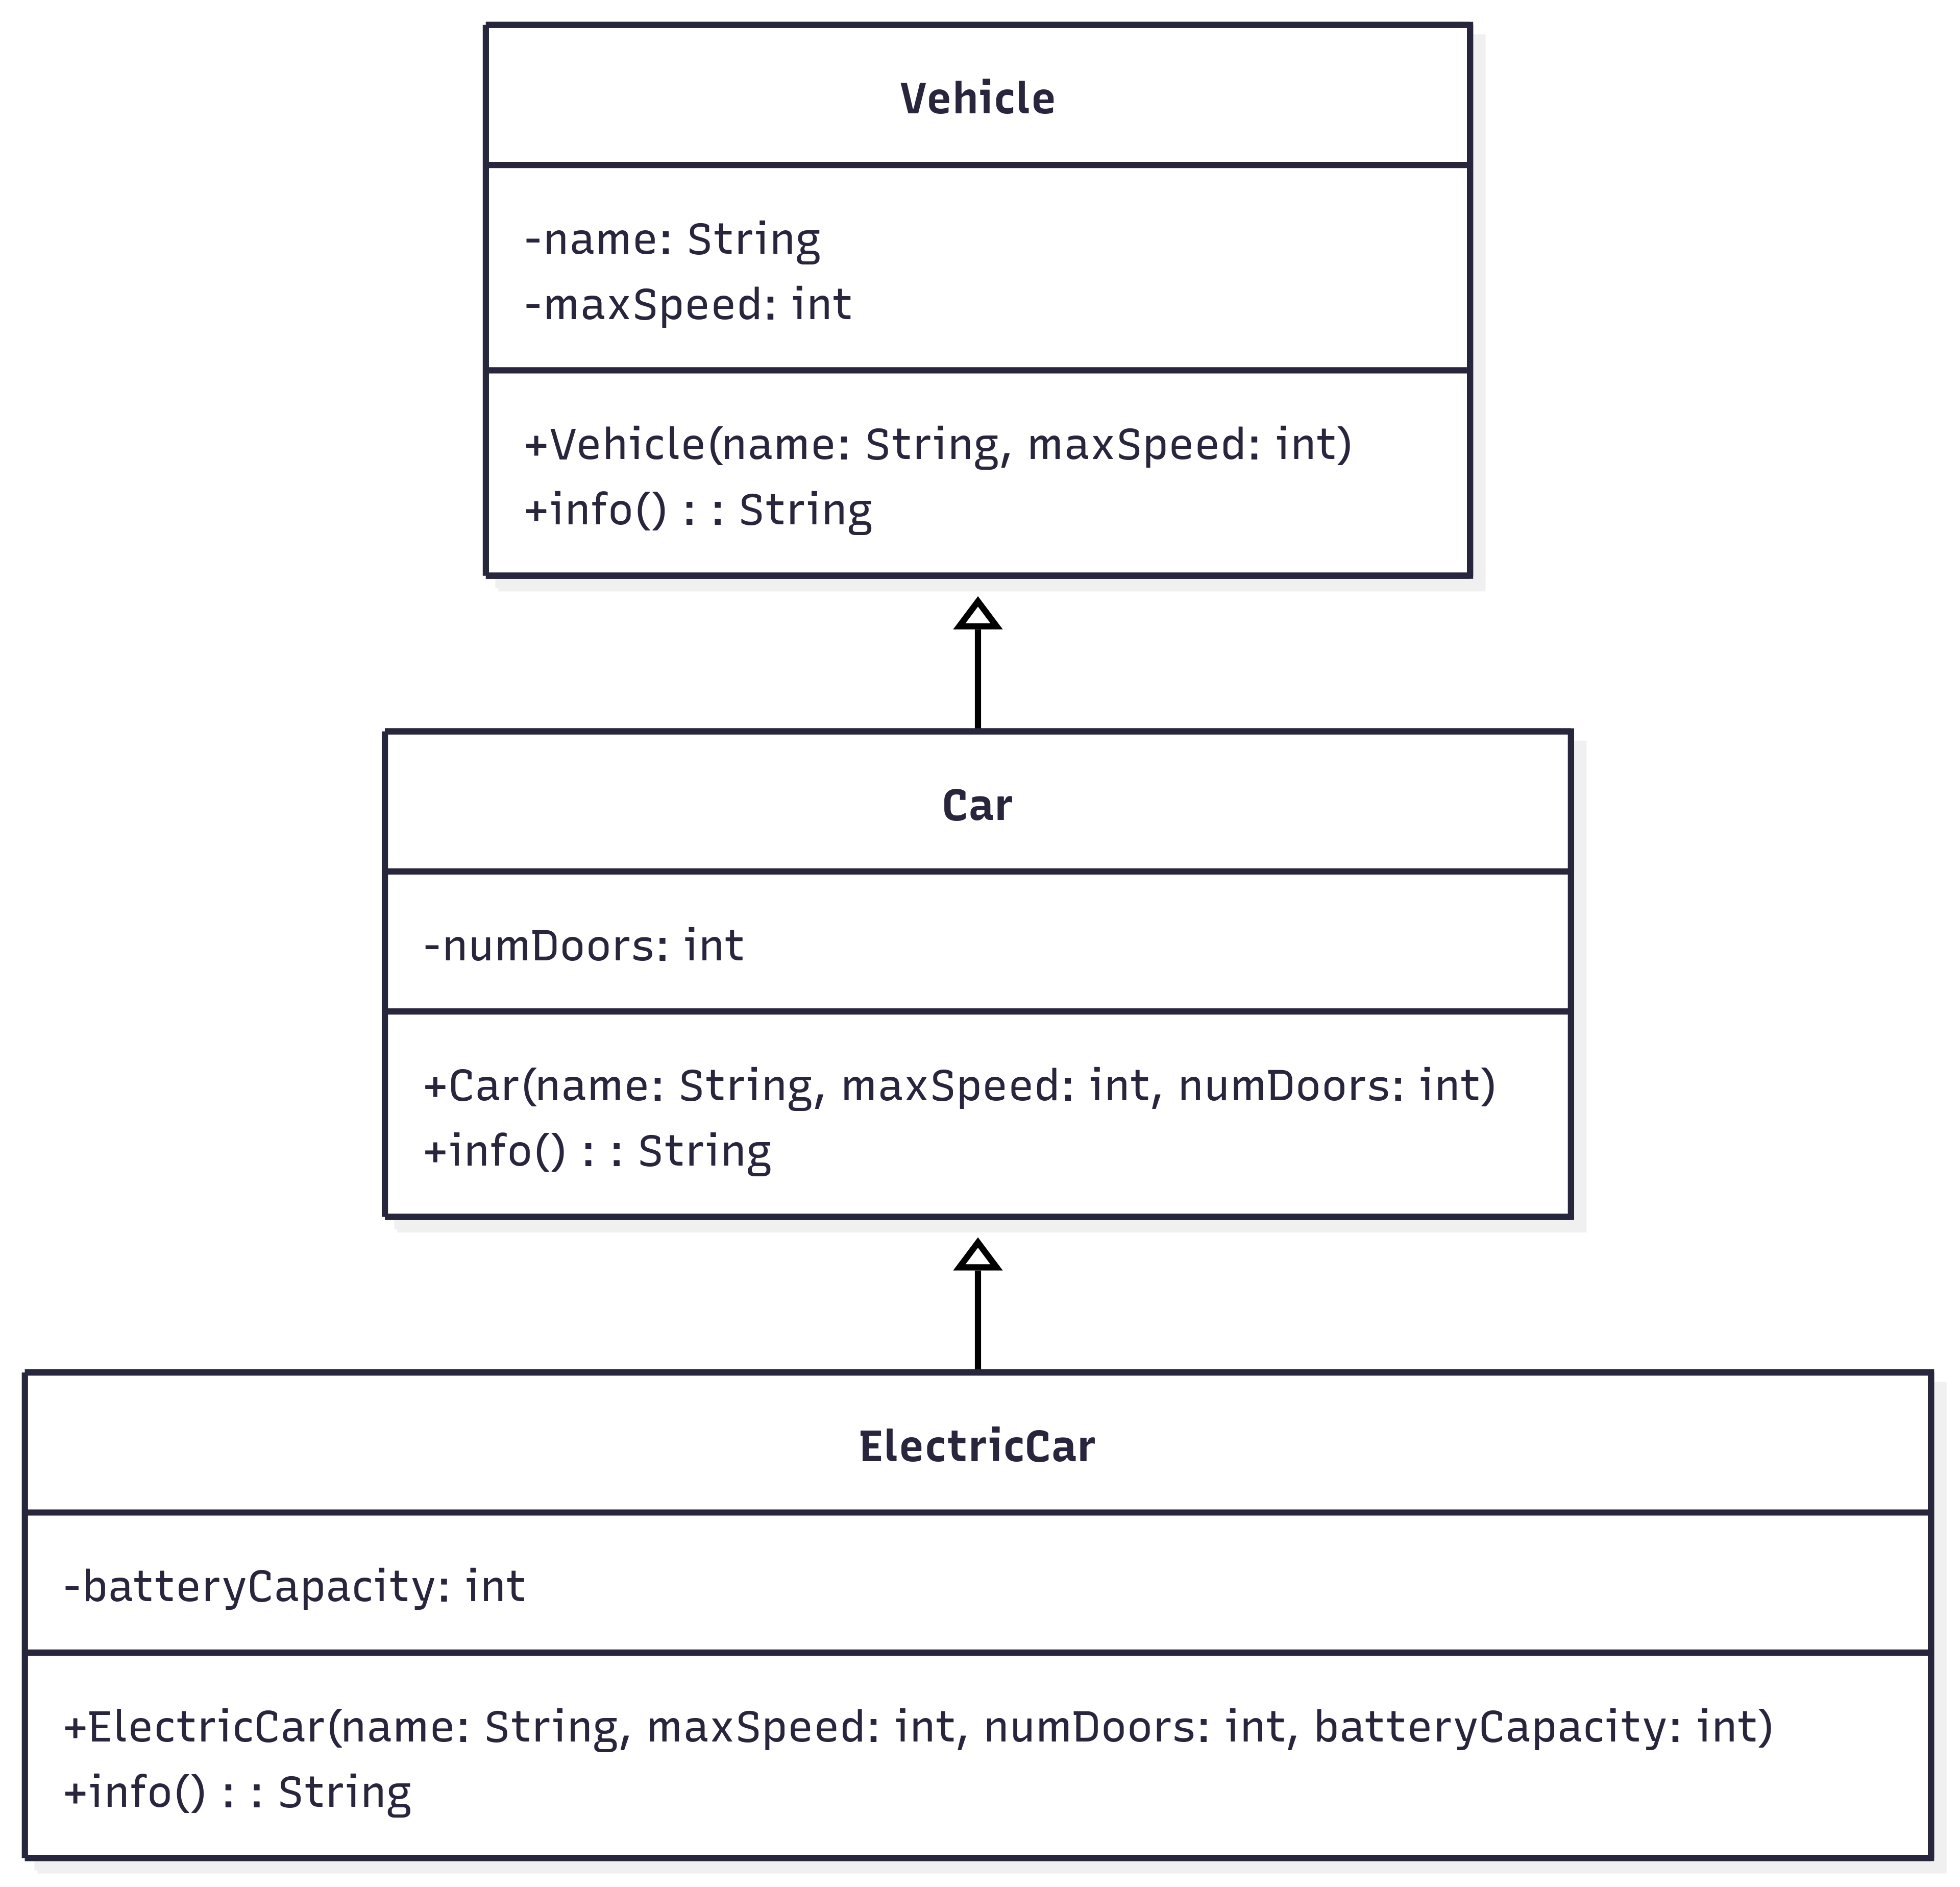 Vehicle
-name: String
-maxSpeed: int
+Vehicle(name: String, maxSpeed: int)
+info() : : String
Car
-numDoors: int
+Car(name: String, maxSpeed: int, numDoors: int)
+info() : : String
ElectricCar
-batteryCapacity: int
+ElectricCar(name: String, maxSpeed: int, numDoors: int, batteryCapacity: int)
+info() : : String